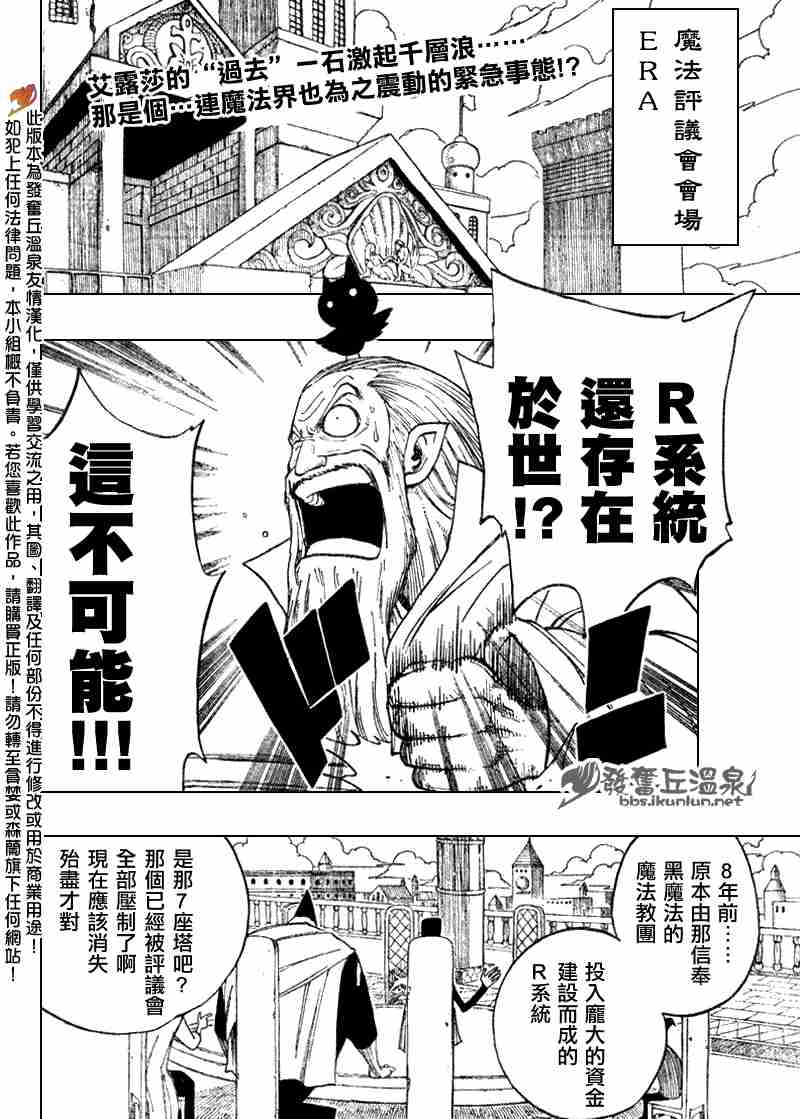 魔法評議會會場
ERA
艾露莎的“過去”一石激起千層浪……
那是個…連魔法界也為之震動的緊急事態!?
R系統
還存在
於世!?
這不可能!!!
發奮丘溫泉
bbs.ikunlun.net
8年前……
原本由那信奉
黑魔法的
魔法教團
投入龐大的資金
建設而成的
R系統
是那7座塔吧？
那個已經被評議會
全部壓制了啊
現在應該消失
殆盡才對
此版本為發奮丘溫泉友情漢化，僅供學習交流之用，其圖、翻譯及任何部份不得進行修改或用於商業用途！
如犯上任何法律問題，本小組概不負責。若您喜歡此作品，請購買正版！請勿轉至貪婪或森蘭旗下任何網站！